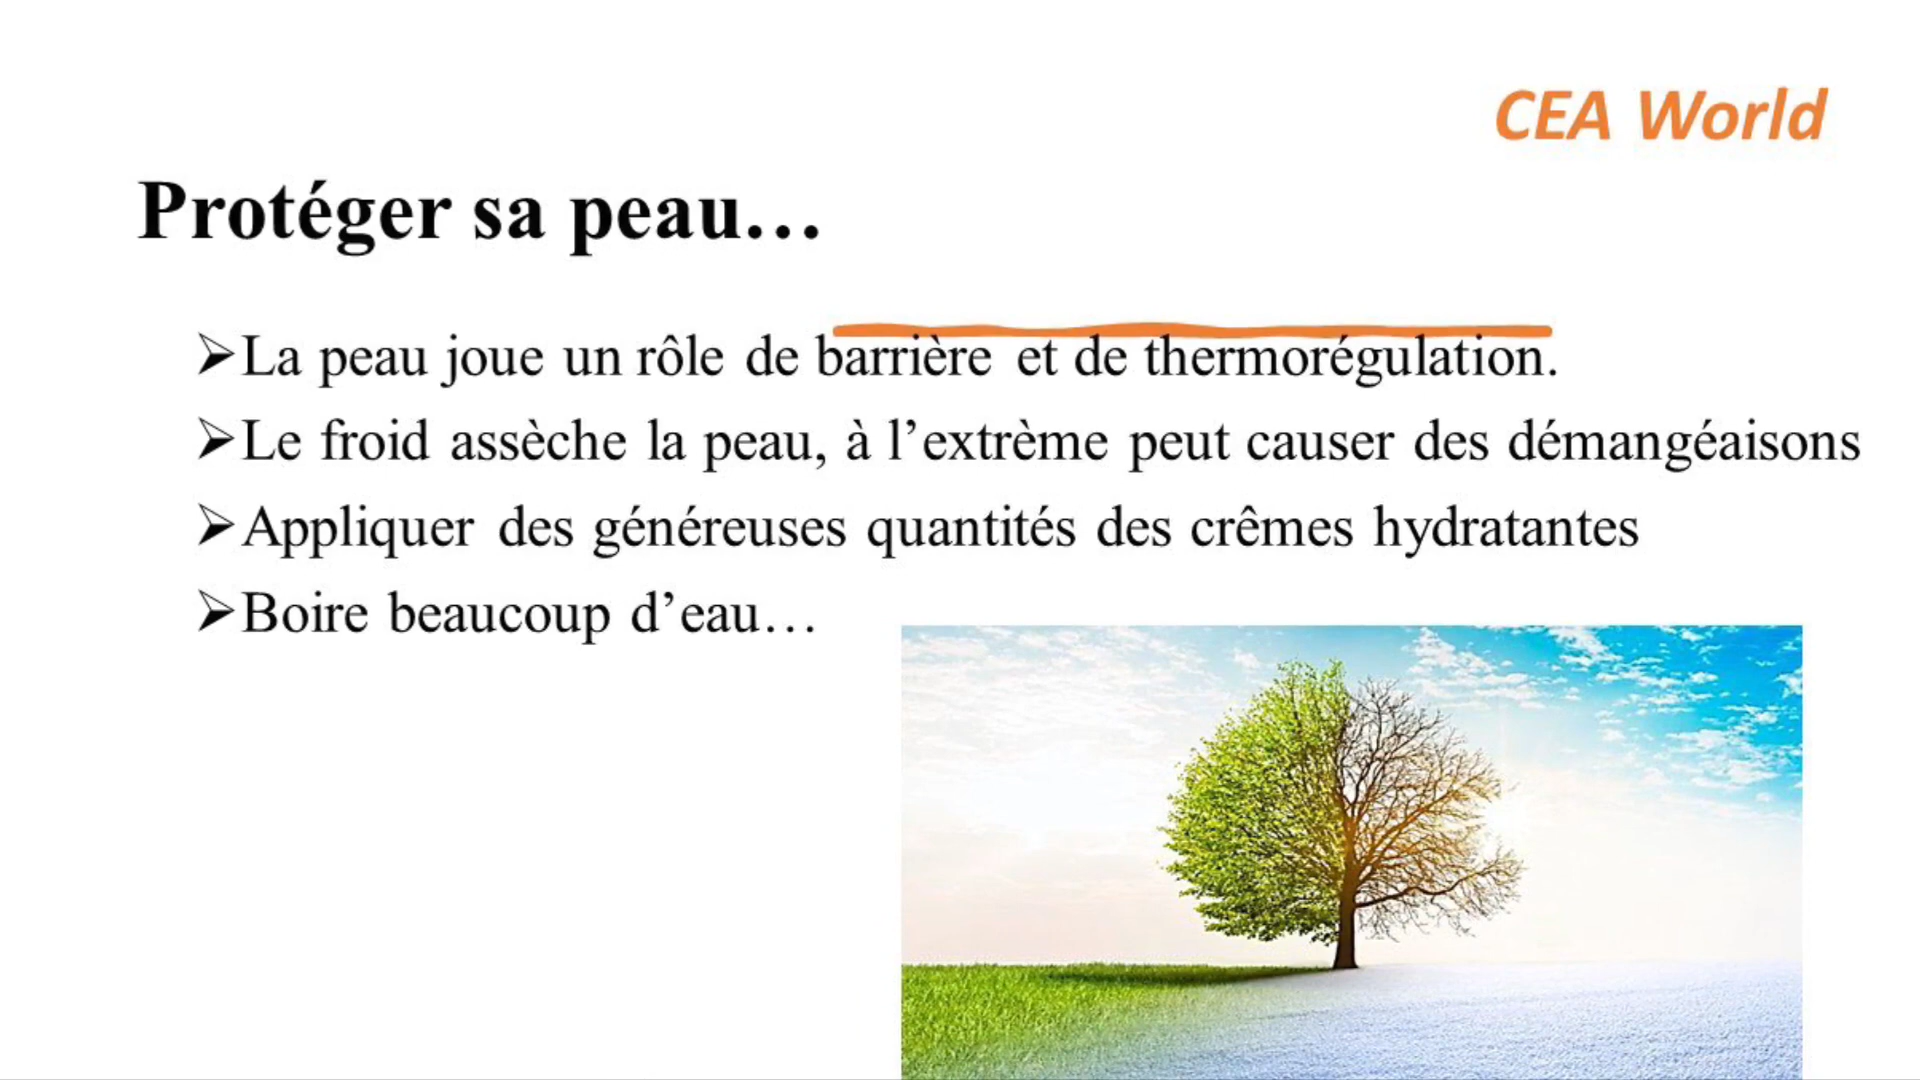 CEA World
Protéger sa peau…
➢La peau joue un rôle de barrière et de thermorégulation.
➢Le froid assèche la peau, à l’extrème peut causer des démangéaisons
➢Appliquer des généreuses quantités des crêmes hydratantes
➢Boire beaucoup d’eau…